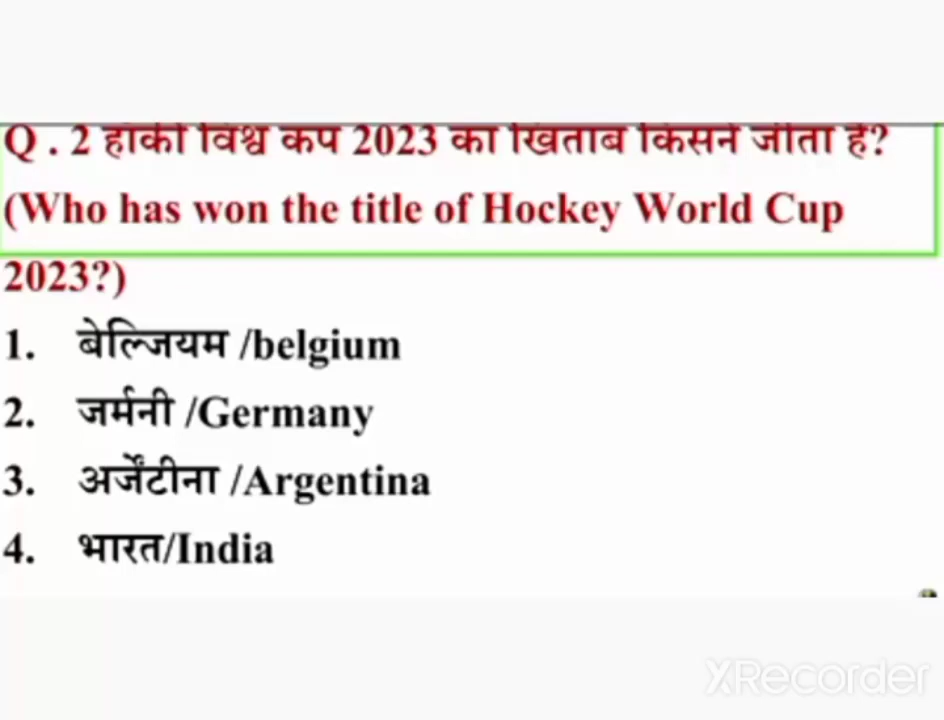 Q . 2 हॉकी विश्व कप 2023 का खिताब किसने जीता है?
(Who has won the title of Hockey World Cup
2023?)
1. बेल्जियम /belgium
2. जर्मनी /Germany
3. अर्जेंटीना /Argentina
4. भारत/India
XRecorder